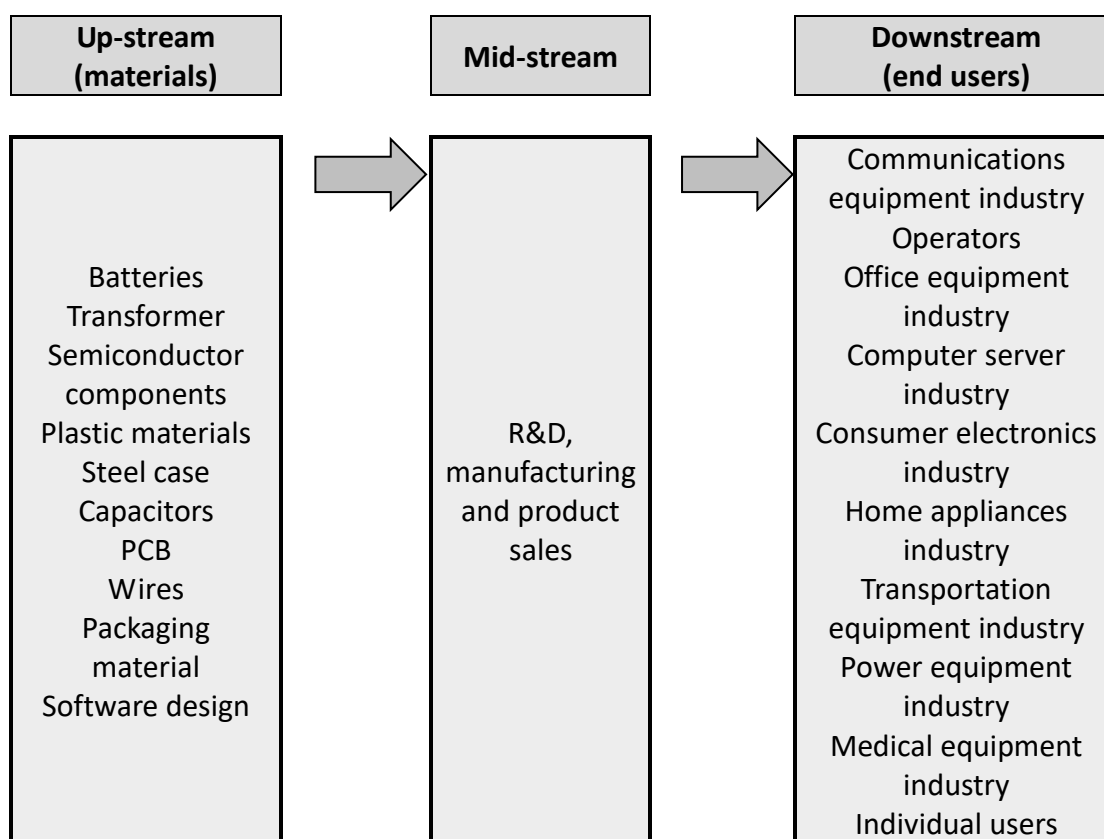 Up-stream
(materials)
Mid-stream
Downstream
(end users)
Batteries
Transformer
Semiconductor
components
Plastic materials
Steel case
Capacitors
PCB
Wires
Packaging
material
Software design
R&D,
manufacturing
and product
sales
Communications
equipment industry
Operators
Office equipment
industry
Computer server
industry
Consumer electronics
industry
Home appliances
industry
Transportation
equipment industry
Power equipment
industry
Medical equipment
industry
Individual users